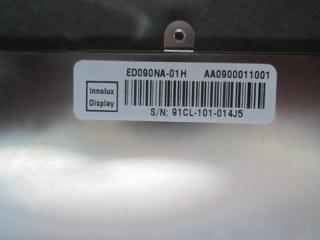 ED090NA-01H AA0900011001
Innolux
Display
S/N: 91CL-101-014J5